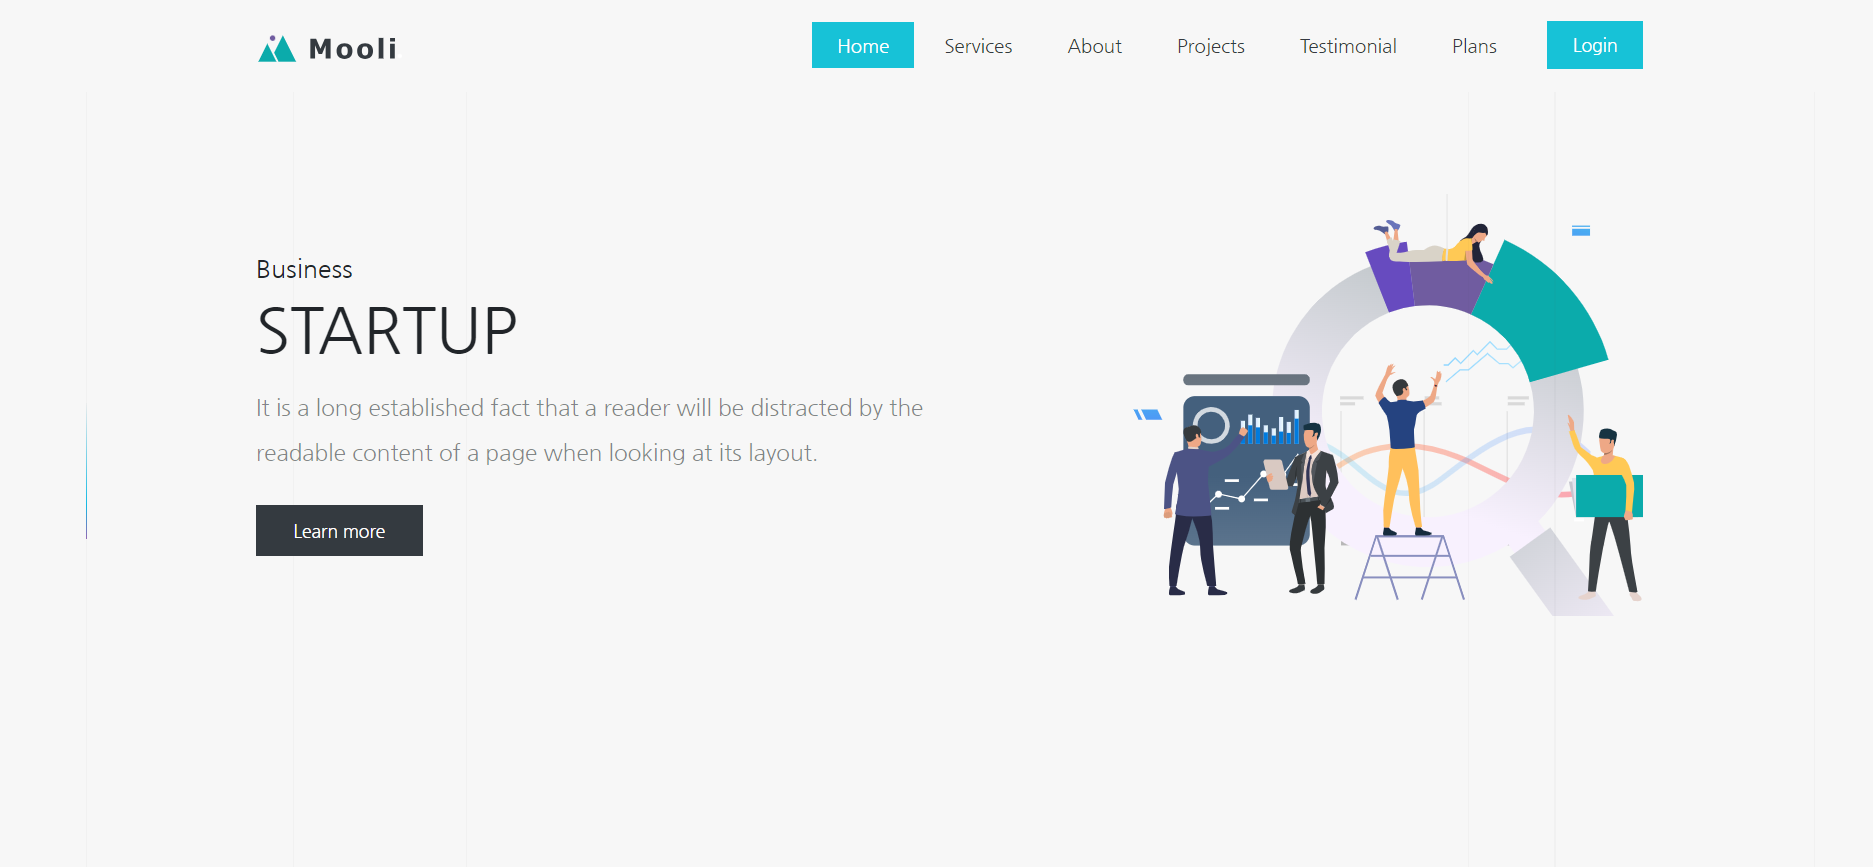 Mooli
Home Services About Projects Testimonial Plans Login
Business
STARTUP
It is a long established fact that a reader will be distracted by the
readable content of a page when looking at its layout.
Learn more